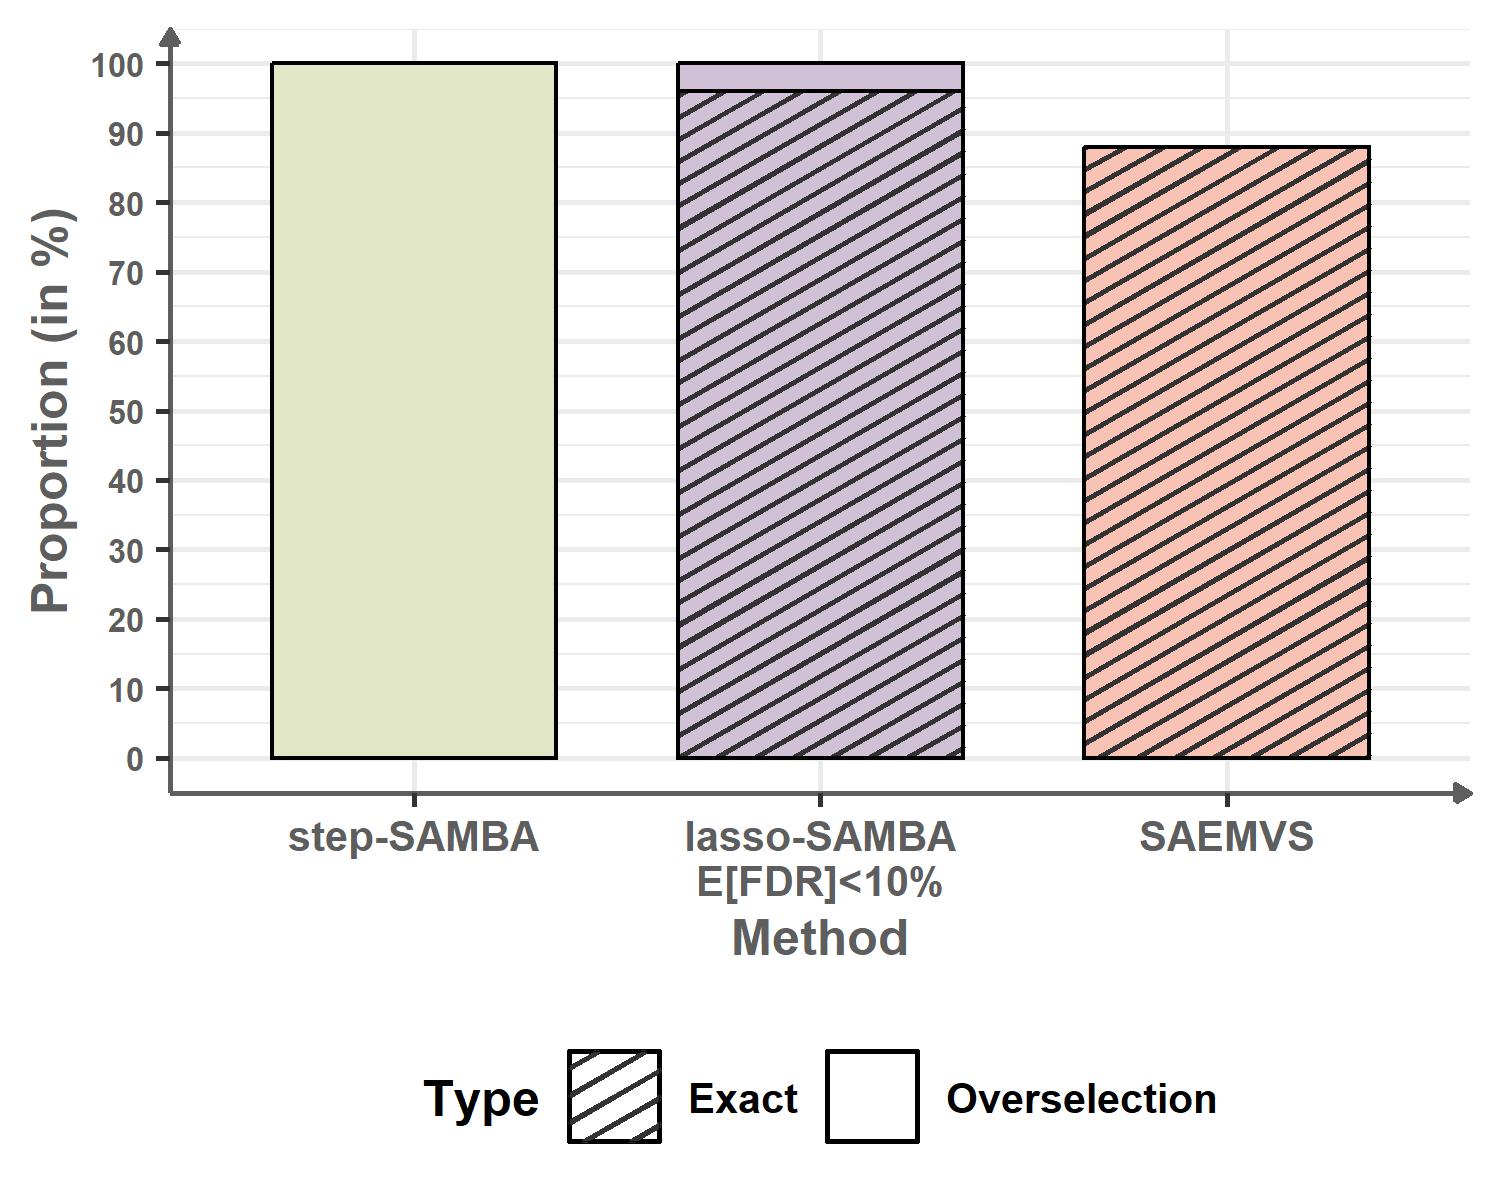 Proportion (in %)
100
90
80
70
60
50
40
30
20
10
0
step-SAMBA
lasso-SAMBA
E[FDR]<10%
SAEMVS
Method
Type
Exact
Overselection